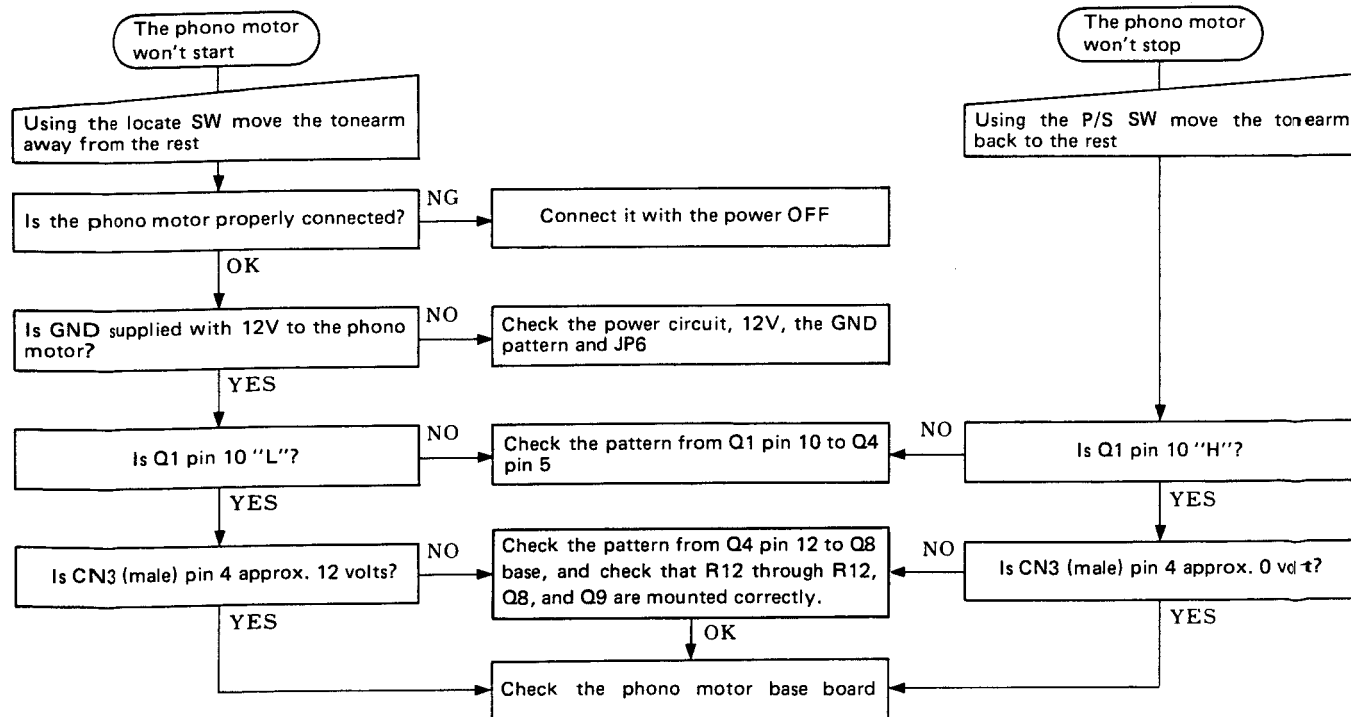 The phono motor
won't start
Using the locate SW move the tonearm
away from the rest
Is the phono motor properly connected?
NG
Connect it with the power OFF
OK
Is GND supplied with 12V to the phono
motor?
NO
Check the power circuit, 12V, the GND
pattern and JP6
YES
Is Q1 pin 10 "L"?
NO
Check the pattern from Q1 pin 10 to Q4
pin 5
YES
Is CN3 (male) pin 4 approx. 12 volts?
NO
Check the pattern from Q4 pin 12 to Q8
base, and check that R12 through R12,
Q8, and Q9 are mounted correctly.
YES
OK
Check the phono motor base board
The phono motor
won't stop
Using the P/S SW move the tonearm
back to the rest
NO
Is Q1 pin 10 "H"?
YES
NO
Is CN3 (male) pin 4 approx. 0 volt?
YES